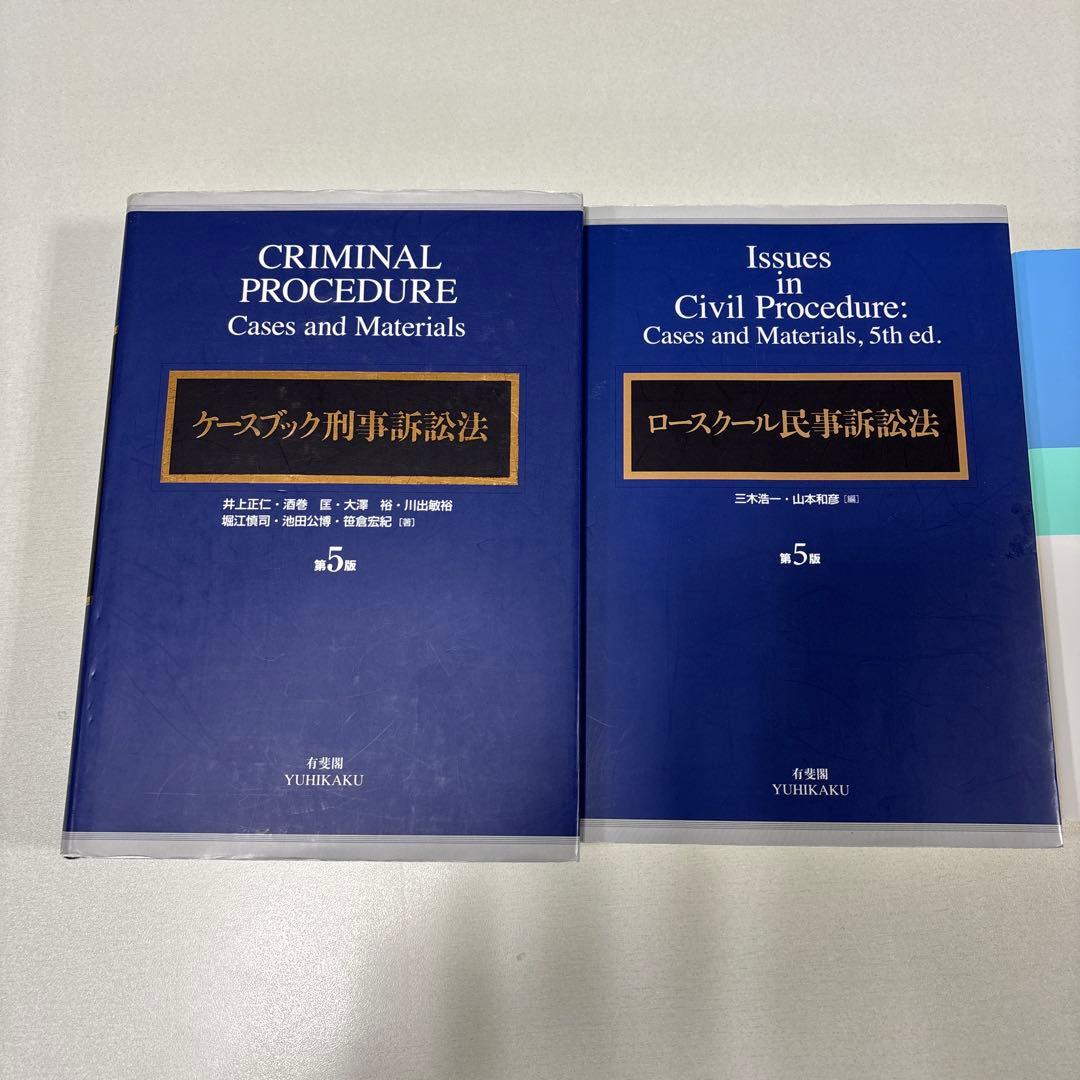 CRIMINAL
PROCEDURE
Cases and Materials
ケースブック刑事訴訟法
井上正仁・酒巻 匡・大澤 裕・川出敏裕
堀江慎司・池田公博・笹倉宏紀[著]
第5版
有斐閣
YUHIKAKU
Issues
in
Civil Procedure:
Cases and Materials, 5th ed.
ロースクール民事訴訟法
三木浩一・山本和彦[編]
第5版
有斐閣
YUHIKAKU